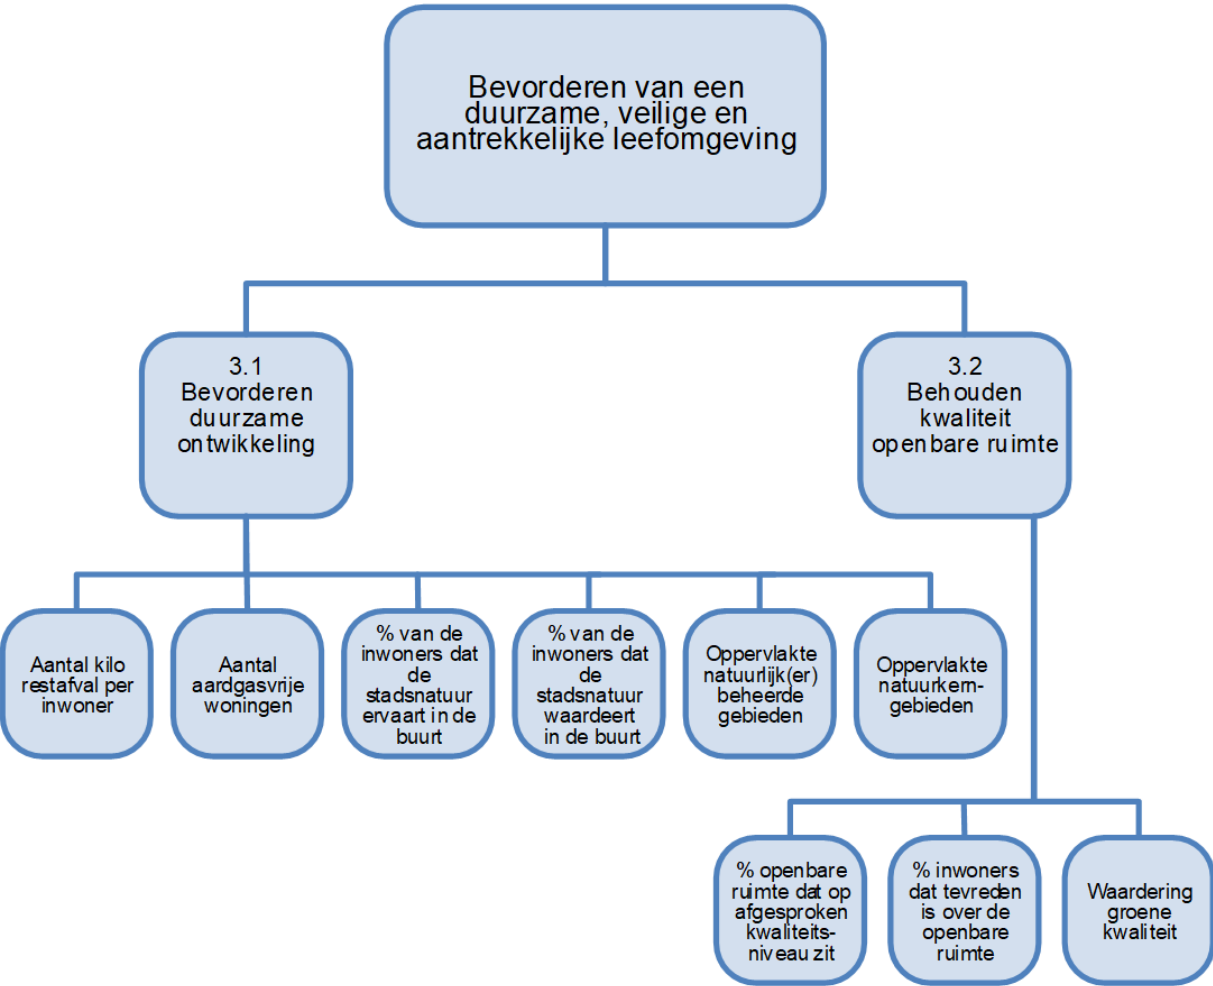 Bevorderen van een
duurzame, veilige en
aantrekkelijke leefomgeving
3.1
Bevorderen
duurzame
ontwikkeling
3.2
Behouden
kwaliteit
openbare ruimte
Aantal kilo
restafval per
inwoner
Aantal
aardgasvrije
woningen
% van de
inwoners dat
de
stadsnatuur
ervaart in de
buurt
% van de
inwoners dat
de
stadsnatuur
waardeert
in de buurt
Oppervlakte
natuurlijk(er)
beheerde
gebieden
Oppervlakte
natuurkern-
gebieden
% openbare
ruimte dat op
afgesproken
kwaliteits-
niveau zit
% inwoners
dat tevreden
is over de
openbare
ruimte
Waardering
groene
kwaliteit